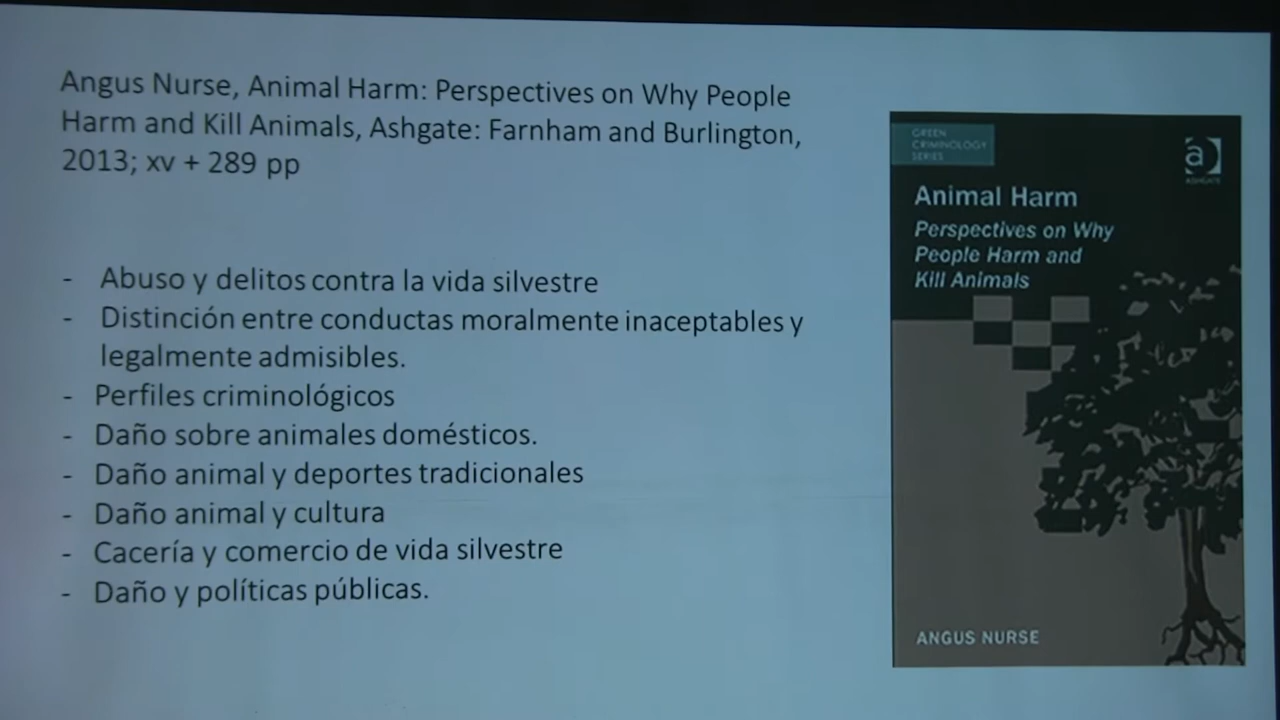 Angus Nurse, Animal Harm: Perspectives on Why People
Harm and Kill Animals, Ashgate: Farnham and Burlington,
2013; xv + 289 pp
- Abuso y delitos contra la vida silvestre
- Distinción entre conductas moralmente inaceptables y
legalmente admisibles.
- Perfiles criminológicos
- Daño sobre animales domésticos.
- Daño animal y deportes tradicionales
- Daño animal y cultura
- Cacería y comercio de vida silvestre
- Daño y políticas públicas.
GREEN
CRIMINOLOGY
SERIES
a
ASHGATE
Animal Harm
Perspectives on Why
People Harm and
Kill Animals
ANGUS NURSE